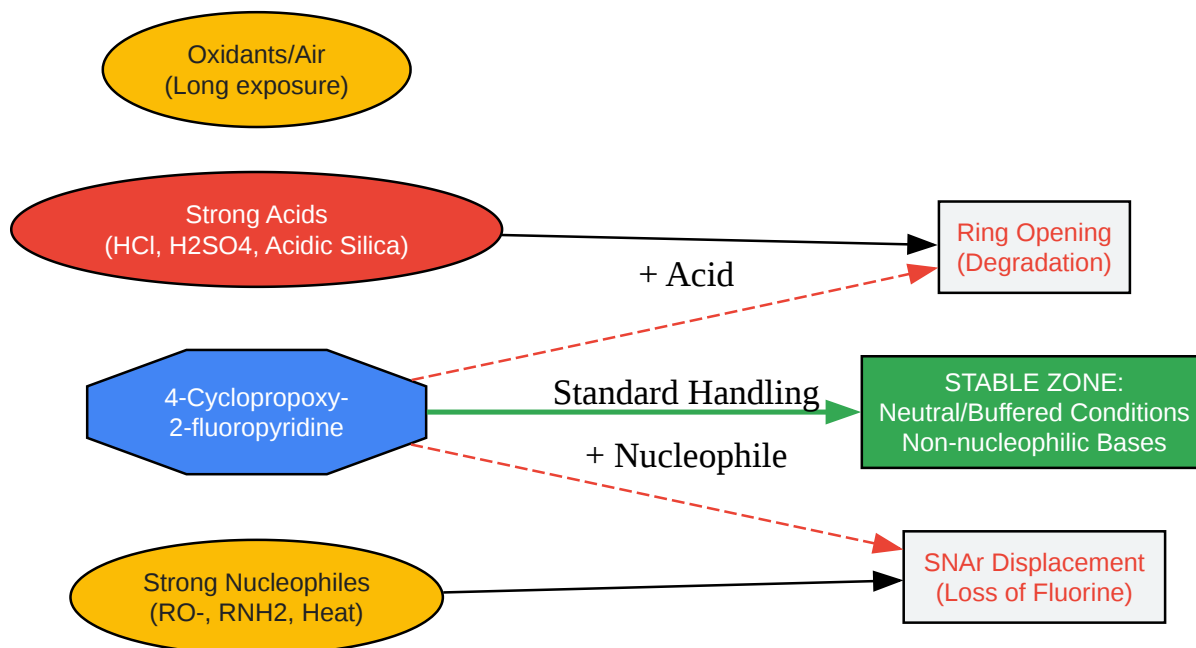 Oxidants/Air
(Long exposure)
Strong Acids
(HCl, H2SO4, Acidic Silica)
+ Acid
Ring Opening
(Degradation)
4-Cyclopropoxy-
2-fluoropyridine
Standard Handling
STABLE ZONE:
Neutral/Buffered Conditions
Non-nucleophilic Bases
+ Nucleophile
Strong Nucleophiles
(RO-, RNH2, Heat)
SNAr Displacement
(Loss of Fluorine)